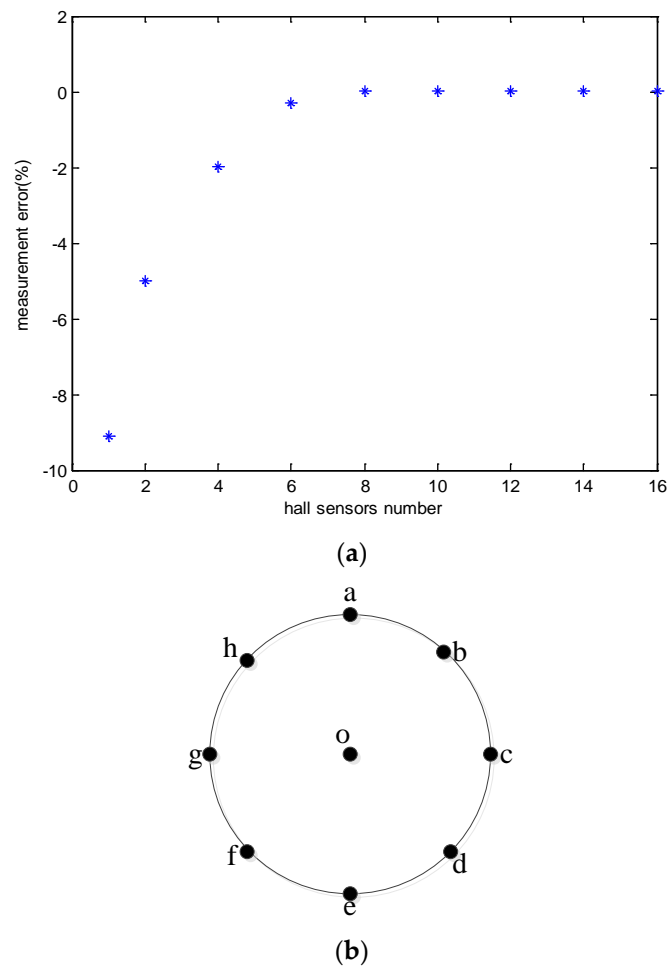 2
0
-2
-4
-6
-8
-10
measurement error(%)
0 2 4 6 8 10 12 14 16
hall sensors number
(a)
a
h b
g o c
f d
e
(b)